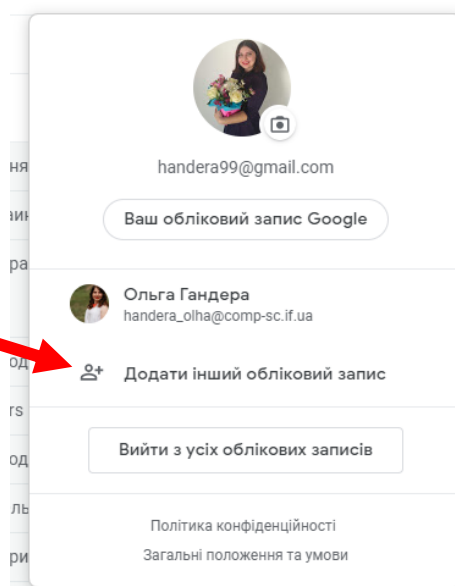 handera99@gmail.com
Ваш обліковий запис Google
Ольга Гандера
handera_olha@comp-sc.if.ua
Додати інший обліковий запис
Вийти з усіх облікових записів
Політика конфіденційності
Загальні положення та умови